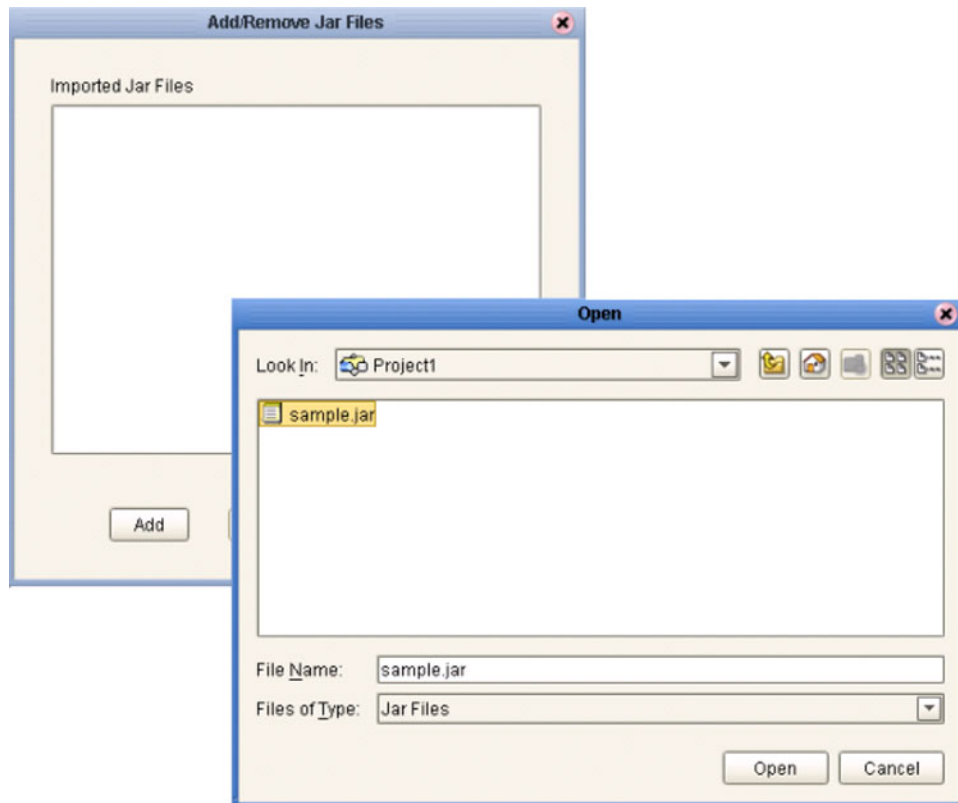 Add/Remove Jar Files
Imported Jar Files
Add
Open
Look In: Project1
sample.jar
File Name: sample.jar
Files of Type: Jar Files
Open Cancel